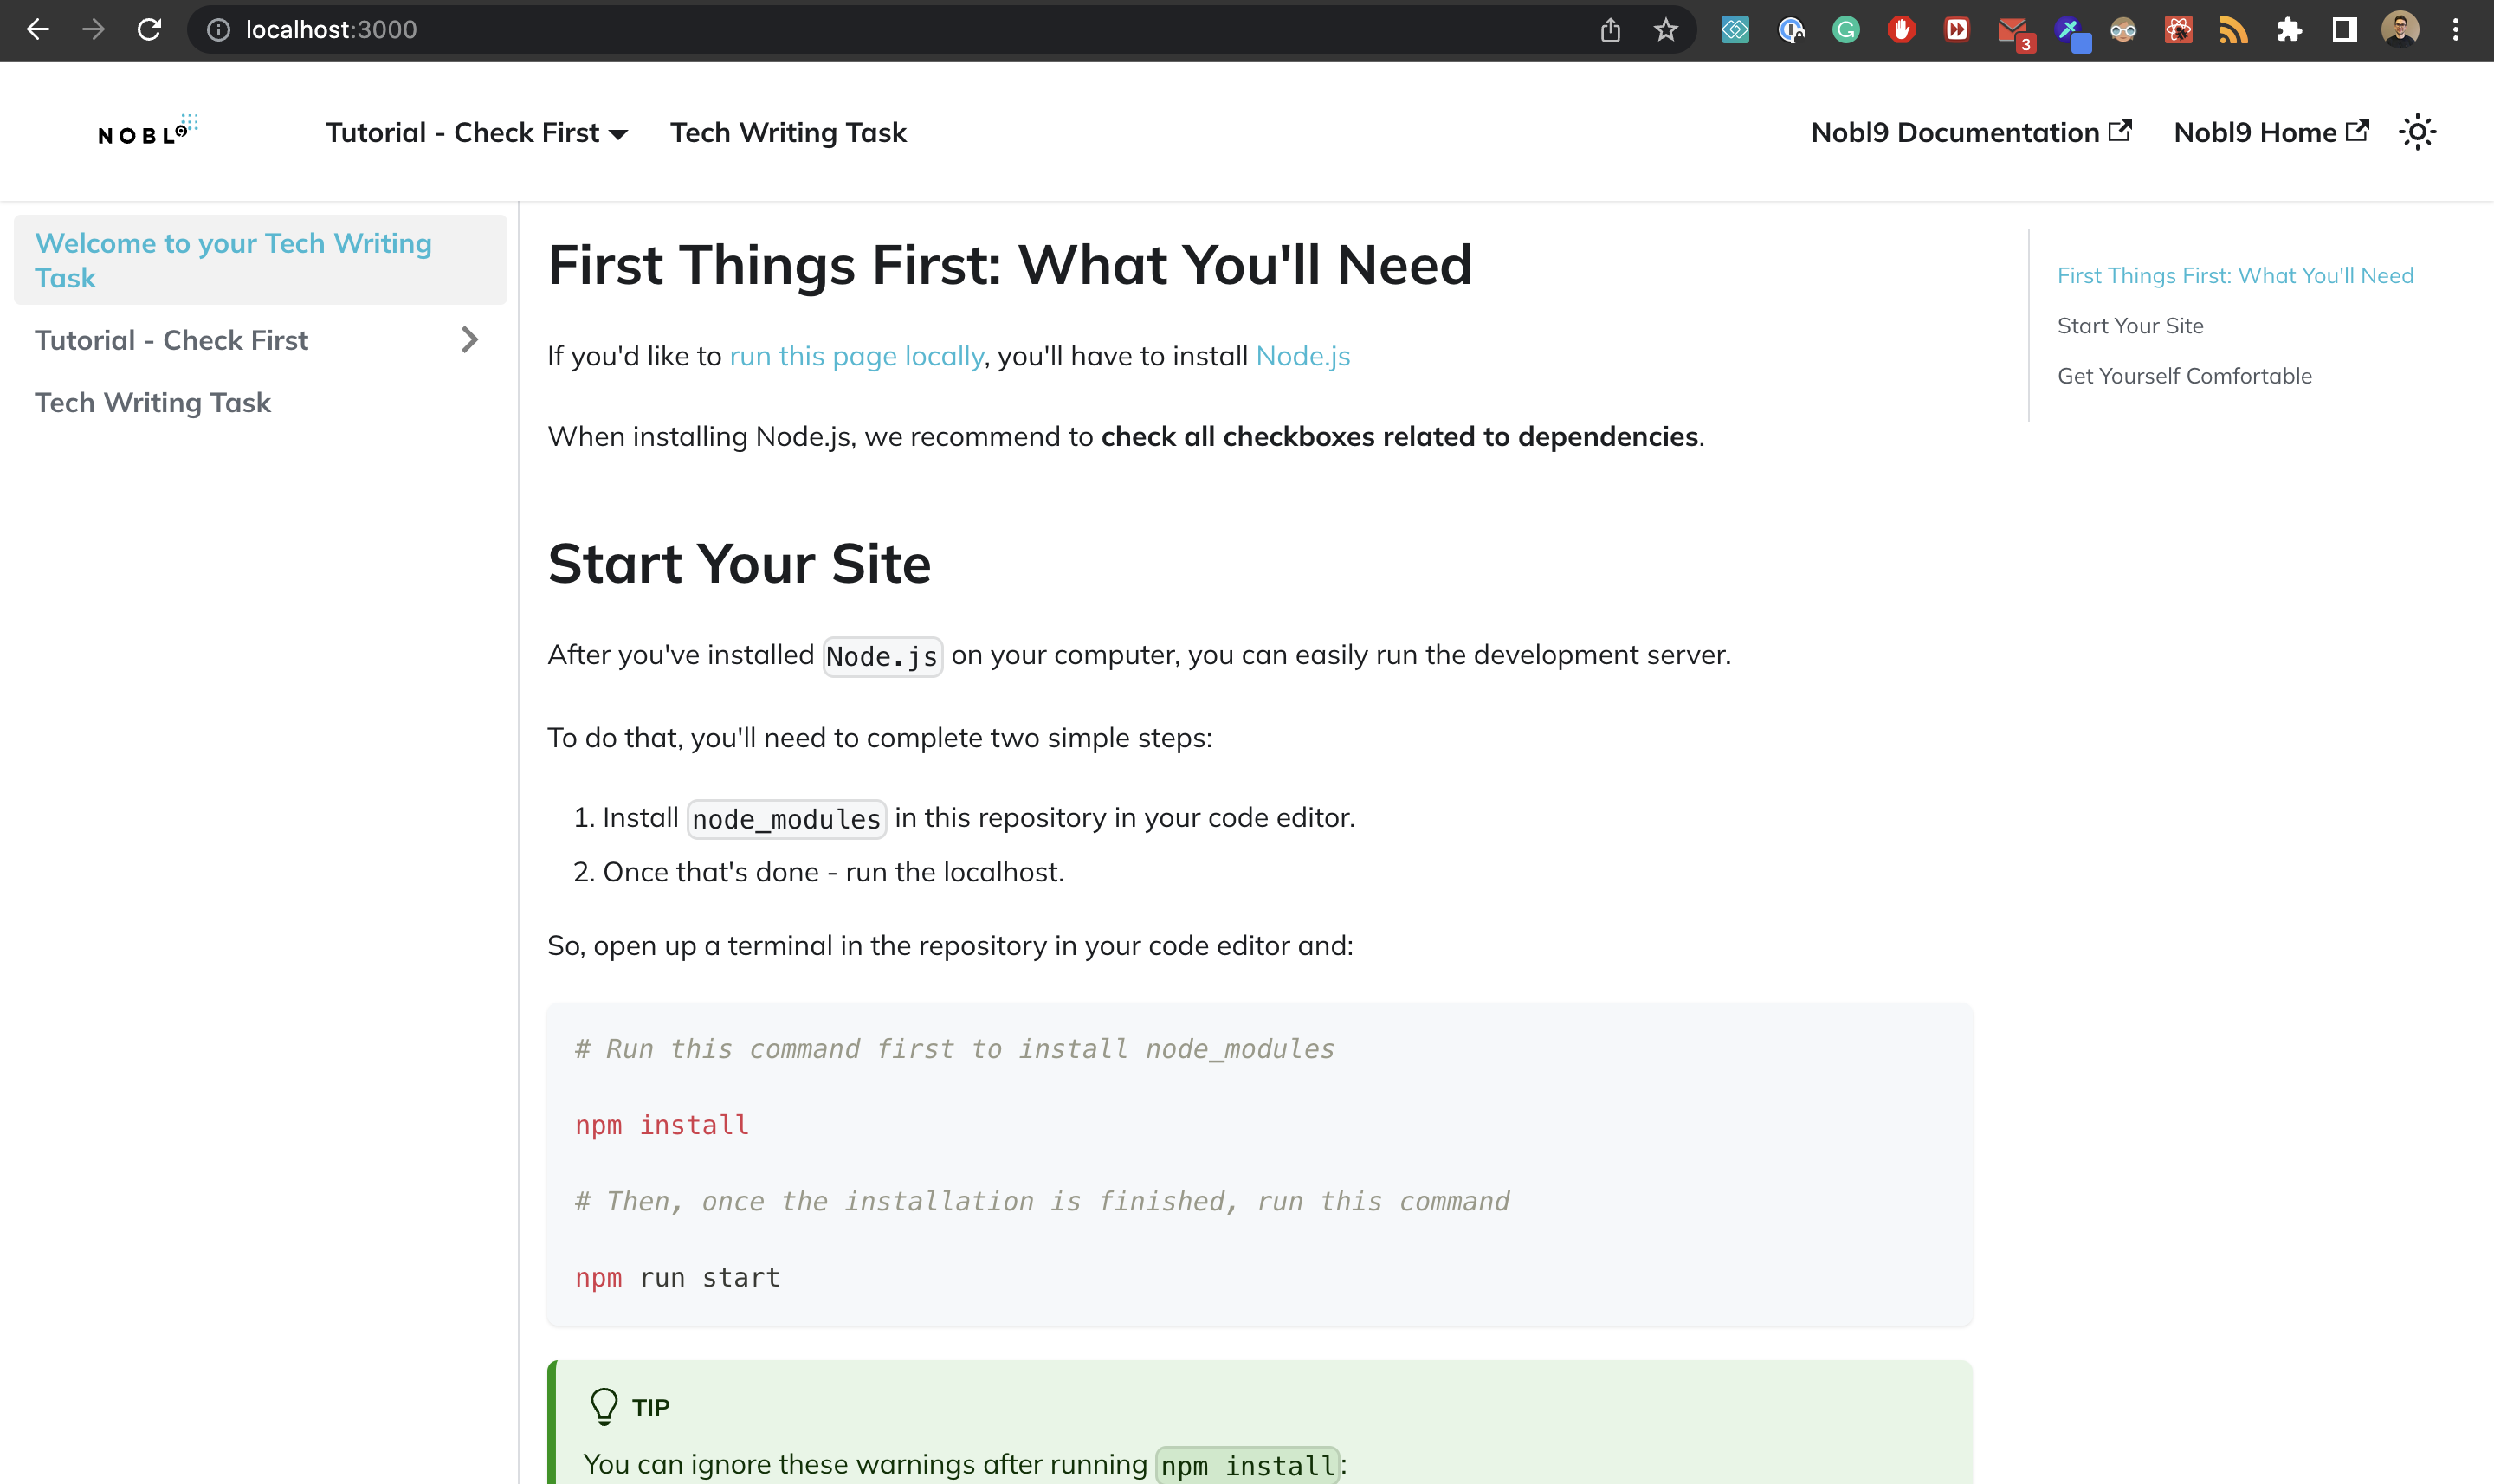 localhost:3000
3
NOBL9
Tutorial - Check First
Tech Writing Task
Nobl9 Documentation
Nobl9 Home
Welcome to your Tech Writing
Task
Tutorial - Check First
Tech Writing Task
First Things First: What You'll Need
If you'd like to run this page locally, you'll have to install Node.js
When installing Node.js, we recommend to check all checkboxes related to dependencies.
Start Your Site
After you've installed Node.js on your computer, you can easily run the development server.
To do that, you'll need to complete two simple steps:
1. Install node_modules in this repository in your code editor.
2. Once that's done - run the localhost.
So, open up a terminal in the repository in your code editor and:
# Run this command first to install node_modules
npm install
# Then, once the installation is finished, run this command
npm run start
TIP
You can ignore these warnings after running npm install:
First Things First: What You'll Need
Start Your Site
Get Yourself Comfortable